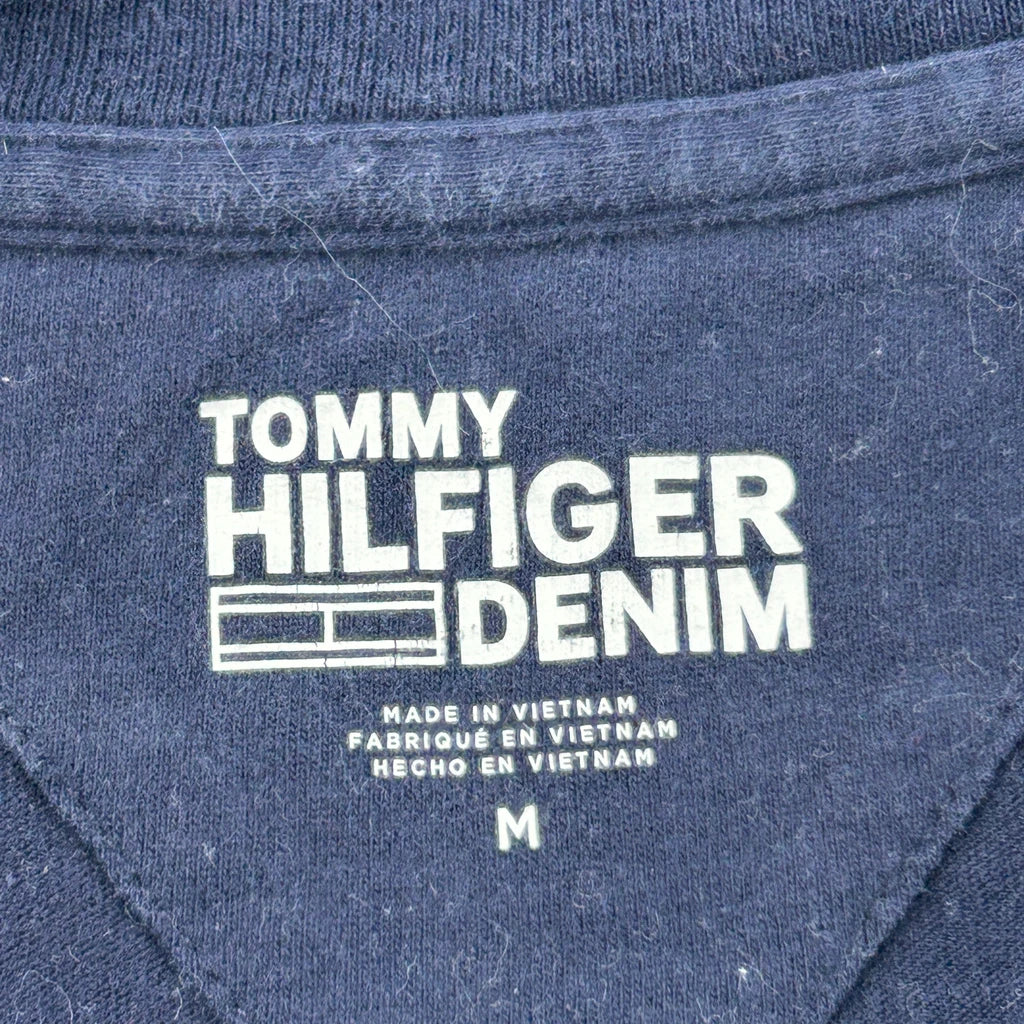 TOMMY
HILFIGER
DENIM
MADE IN VIETNAM
FABRIQUÉ EN VIETNAM
HECHO EN VIETNAM
M